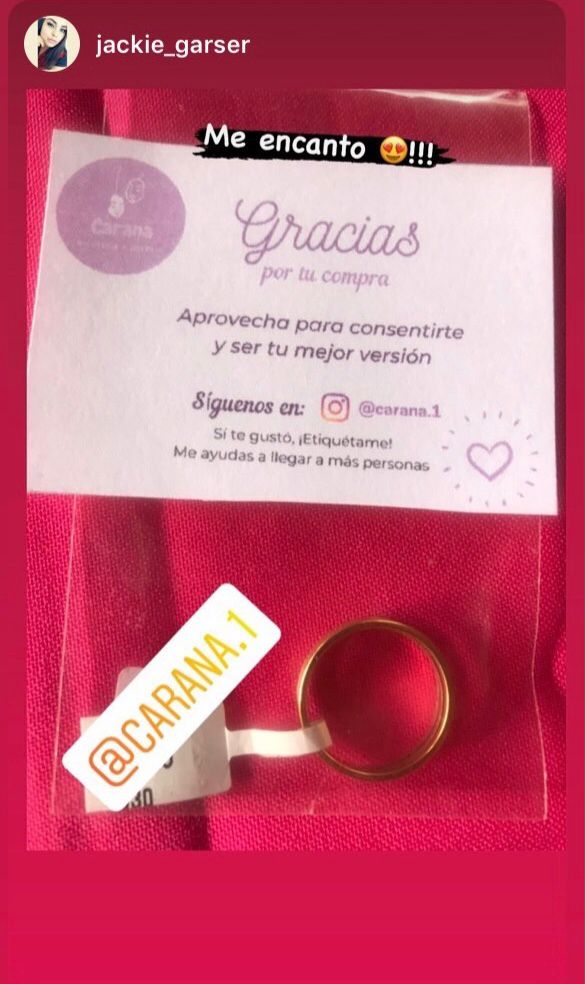 jackie_garser
Me encanto 😍!!!
Carana
Gracias
por tu compra
Aprovecha para consentirte
y ser tu mejor versión
Síguenos en: @carana.1
Sí te gustó, ¡Etiquétame!
Me ayudas a llegar a más personas
@CARANA.1